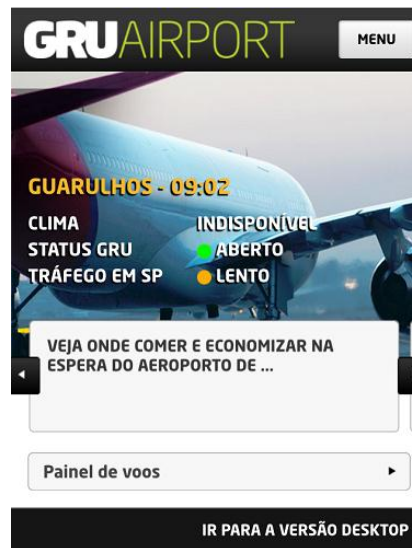 GRUAIRPORT
MENU
GUARULHOS - 09:02
CLIMA INDISPONÍVEL
STATUS GRU ABERTO
TRÁFEGO EM SP LENTO
VEJA ONDE COMER E ECONOMIZAR NA
ESPERA DO AEROPORTO DE ...
Painel de voos
IR PARA A VERSÃO DESKTOP